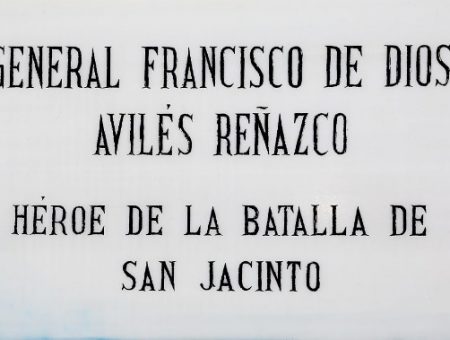 GENERAL FRANCISCO DE DIOS
AVILÉS REÑAZCO
HÉROE DE LA BATALLA DE
SAN JACINTO